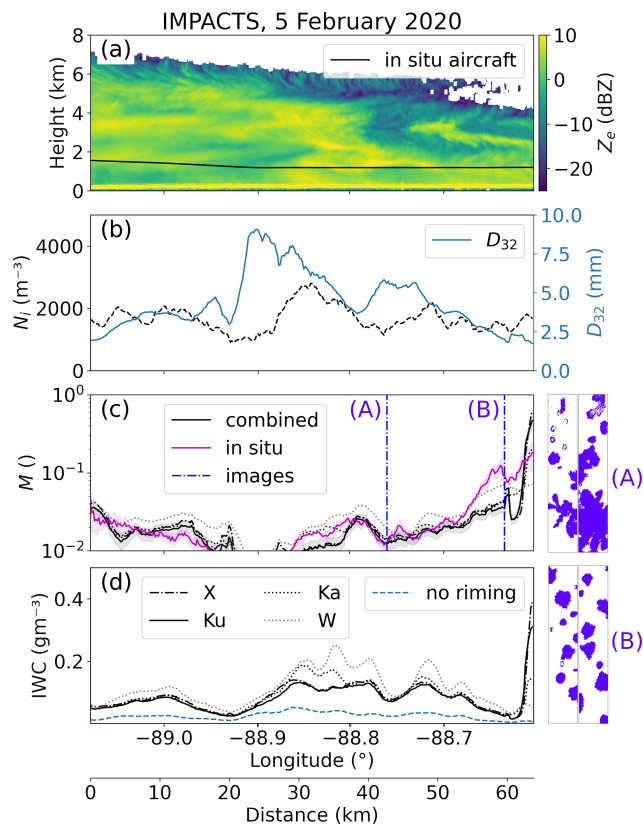 IMPACTS, 5 February 2020
(a)
in situ aircraft
Height (km)
8
6
4
2
0
10
0
−10
−20
Z_e (dBZ)
(b)
D_32
N_i (m⁻³)
4000
2000
0
10.0
7.5
5.0
2.5
0.0
D_32 (mm)
(c)
combined
in situ
images
(A)
(B)
M ()
10⁰
10⁻¹
10⁻²
(A)
(d)
X
Ku
Ka
W
no riming
IWC (gm⁻³)
0.4
0.2
(B)
−89.0 −88.9 −88.8 −88.7
Longitude (°)
0 10 20 30 40 50 60
Distance (km)